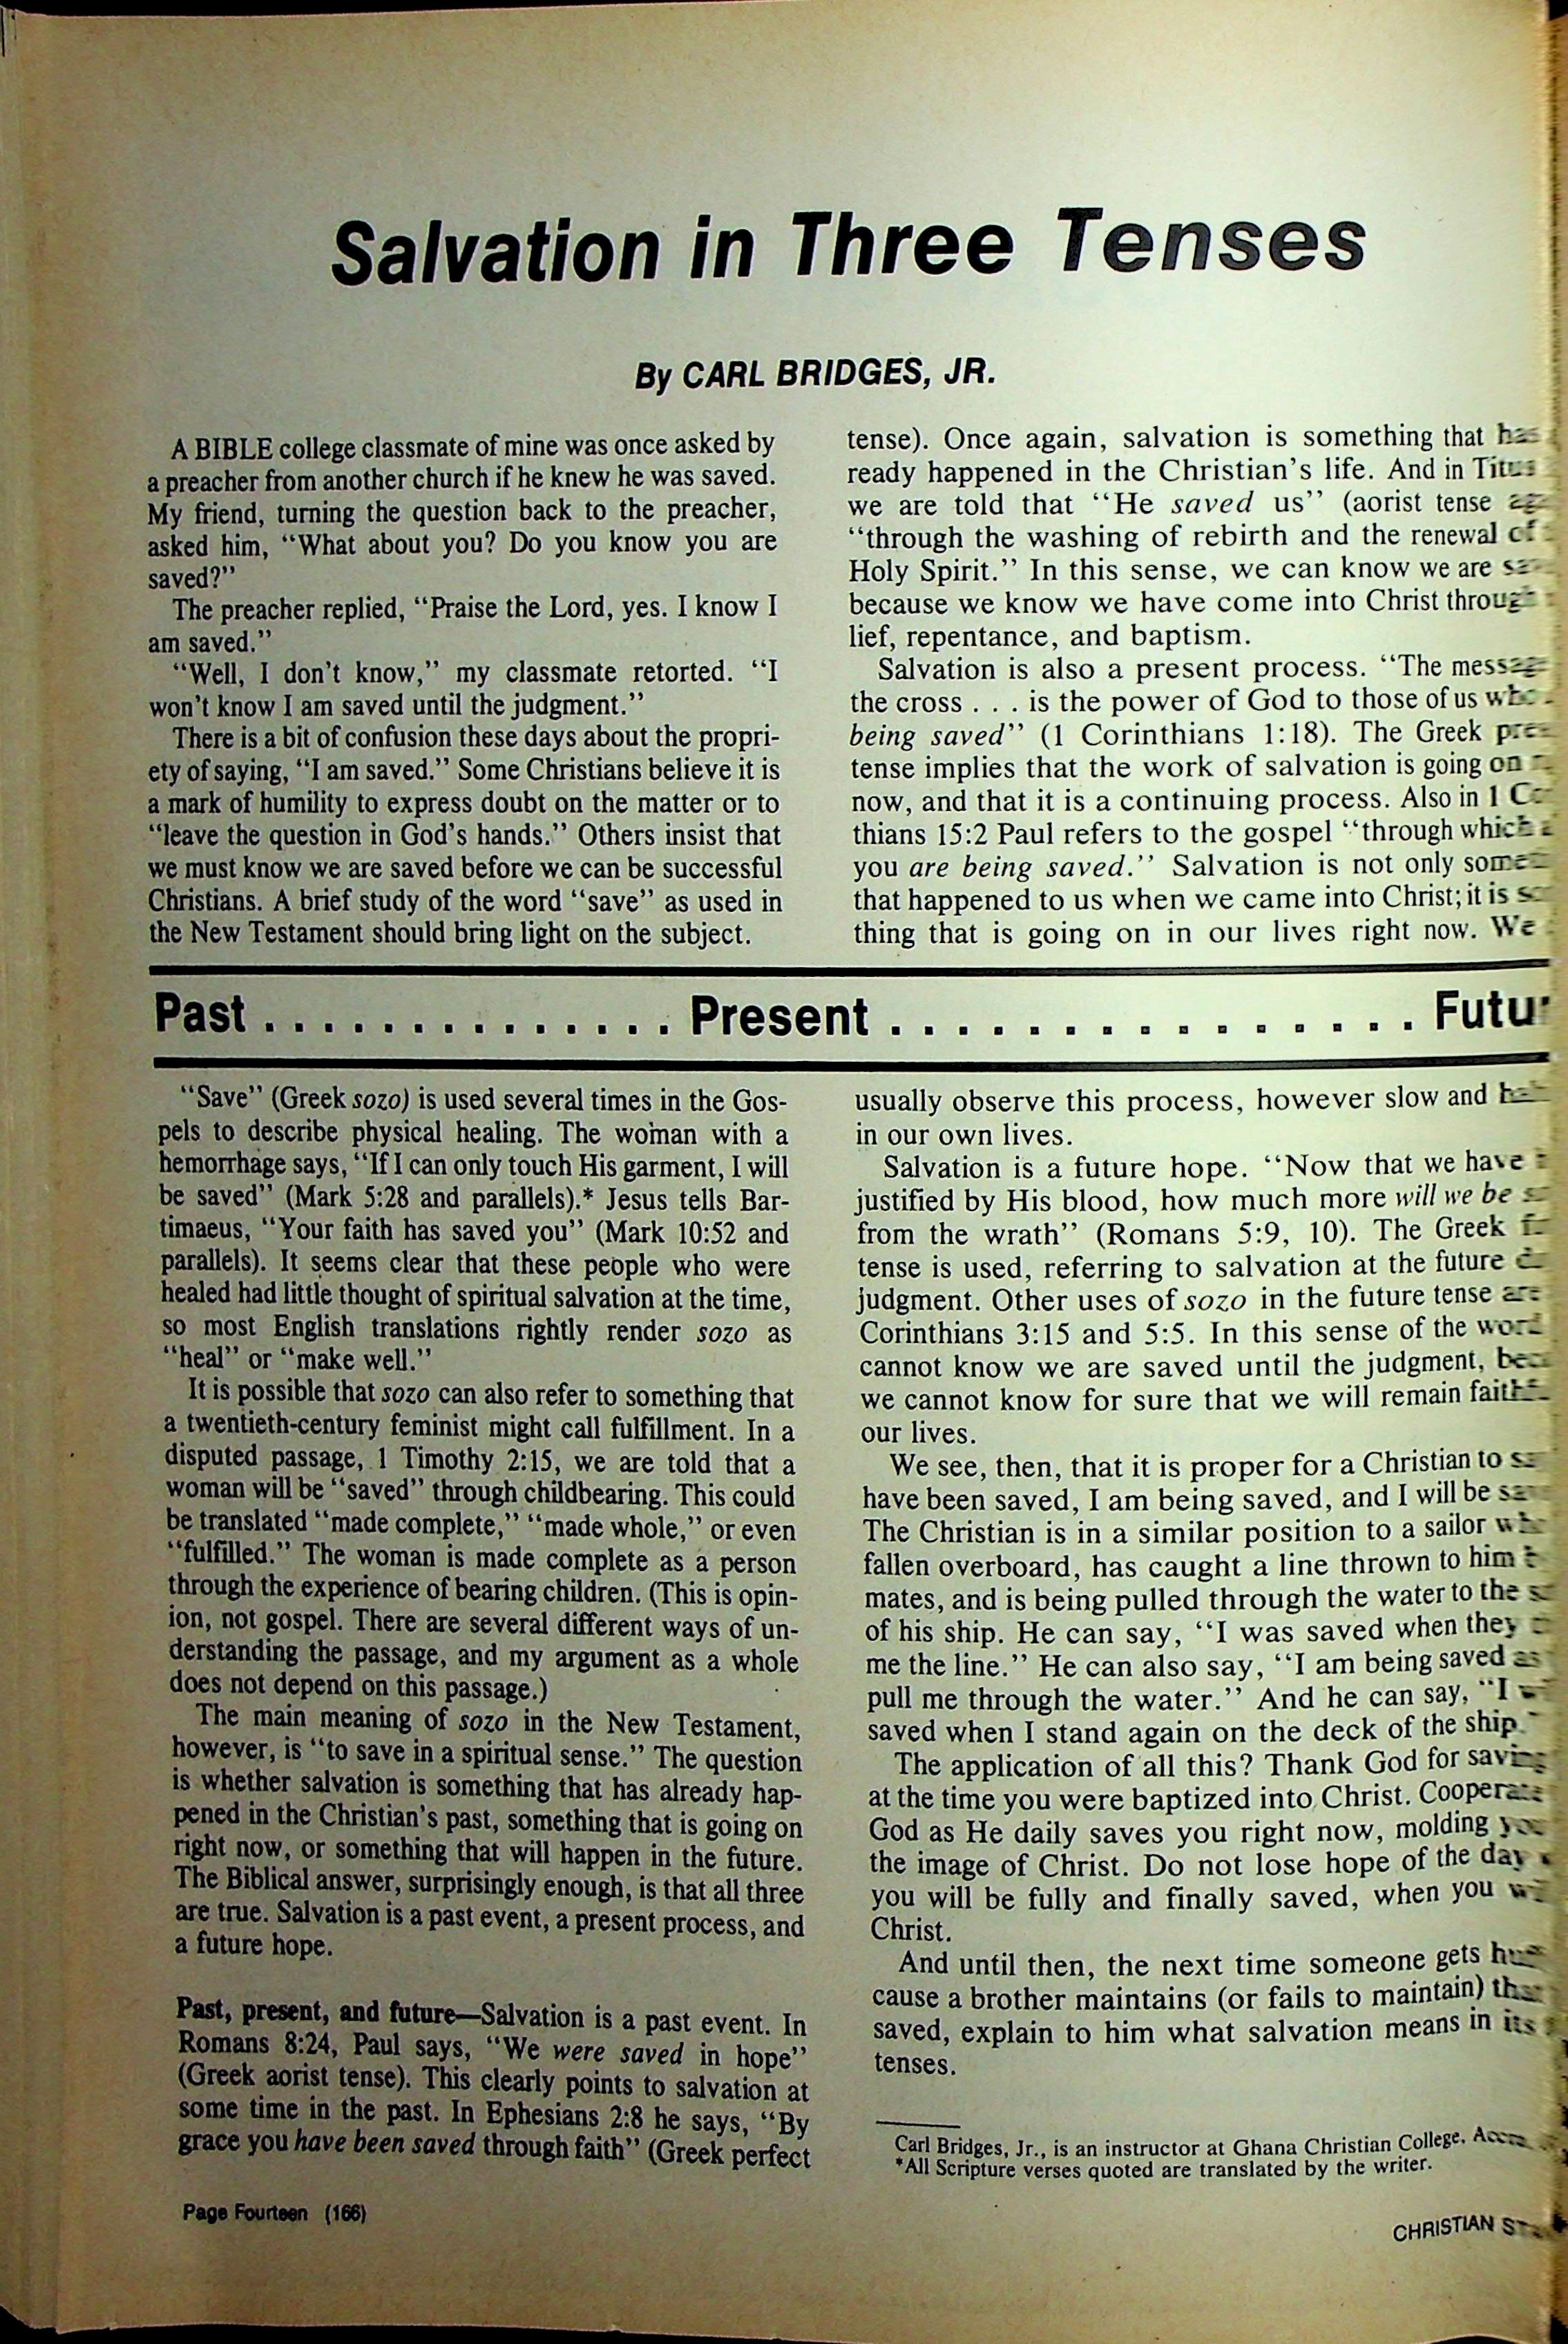 Salvation in Three Tenses
By CARL BRIDGES, JR.
A BIBLE college classmate of mine was once asked by
a preacher from another church if he knew he was saved.
My friend, turning the question back to the preacher,
asked him, “What about you? Do you know you are
saved?”
The preacher replied, “Praise the Lord, yes. I know I
am saved.”
“Well, I don't know,” my classmate retorted. “I
won't know I am saved until the judgment.”
There is a bit of confusion these days about the propri-
ety of saying, “I am saved.” Some Christians believe it is
a mark of humility to express doubt on the matter or to
“leave the question in God's hands.” Others insist that
we must know we are saved before we can be successful
Christians. A brief study of the word “save” as used in
the New Testament should bring light on the subject.
tense). Once again, salvation is something that
ready happened in the Christian's life. And in
we are told that “He saved us” (aorist tense
“through the washing of rebirth and the renewal
Holy Spirit.” In this sense, we can know we are
because we know we have come into Christ
lief, repentance, and baptism.
Salvation is also a present process. “The
the cross . . . is the power of God to those of us
being saved” (1 Corinthians 1:18). The Greek
tense implies that the work of salvation is going on
now, and that it is a continuing process. Also in 1
thians 15:2 Paul refers to the gospel “through which
you are being saved.” Salvation is not only
that happened to us when we came into Christ; it is
thing that is going on in our lives right now. We
Past . . . . . . . . . . . . . . Present . . . . . . . . . . . . . . .
“Save” (Greek sozo) is used several times in the Gos-
pels to describe physical healing. The woman with a
hemorrhage says, “If I can only touch His garment, I will
be saved” (Mark 5:28 and parallels).* Jesus tells Bar-
timaeus, “Your faith has saved you” (Mark 10:52 and
parallels). It seems clear that these people who were
healed had little thought of spiritual salvation at the time,
so most English translations rightly render sozo as
“heal” or “make well.”
It is possible that sozo can also refer to something that
a twentieth-century feminist might call fulfillment. In a
disputed passage, 1 Timothy 2:15, we are told that a
woman will be “saved” through childbearing. This could
be translated “made complete,” “made whole,” or even
“fulfilled.” The woman is made complete as a person
through the experience of bearing children. (This is opin-
ion, not gospel. There are several different ways of un-
derstanding the passage, and my argument as a whole
does not depend on this passage.)
The main meaning of sozo in the New Testament,
however, is “to save in a spiritual sense.” The question
is whether salvation is something that has already hap-
pened in the Christian's past, something that is going on
right now, or something that will happen in the future.
The Biblical answer, surprisingly enough, is that all three
are true. Salvation is a past event, a present process, and
a future hope.
Past, present, and future—Salvation is a past event. In
Romans 8:24, Paul says, “We were saved in hope”
(Greek aorist tense). This clearly points to salvation at
some time in the past. In Ephesians 2:8 he says, “By
grace you have been saved through faith” (Greek perfect
usually observe this process, however slow and
in our own lives.
Salvation is a future hope. “Now that we have
justified by His blood, how much more will we be
from the wrath” (Romans 5:9, 10). The Greek
tense is used, referring to salvation at the future
judgment. Other uses of sozo in the future tense
Corinthians 3:15 and 5:5. In this sense of the
cannot know we are saved until the judgment,
we cannot know for sure that we will remain
our lives.
We see, then, that it is proper for a Christian to
have been saved, I am being saved, and I will be
The Christian is in a similar position to a sailor
fallen overboard, has caught a line thrown to him
mates, and is being pulled through the water to the
of his ship. He can say, “I was saved when they
me the line.” He can also say, “I am being saved as
pull me through the water.” And he can say, “I
saved when I stand again on the deck of the ship.
The application of all this? Thank God for
at the time you were baptized into Christ.
God as He daily saves you right now, molding
the image of Christ. Do not lose hope of the day
you will be fully and finally saved, when you
Christ.
And until then, the next time someone gets
cause a brother maintains (or fails to maintain)
saved, explain to him what salvation means in its
tenses.
Carl Bridges, Jr., is an instructor at Ghana Christian College,
*All Scripture verses quoted are translated by the writer.
Page Fourteen (166)
CHRISTIAN